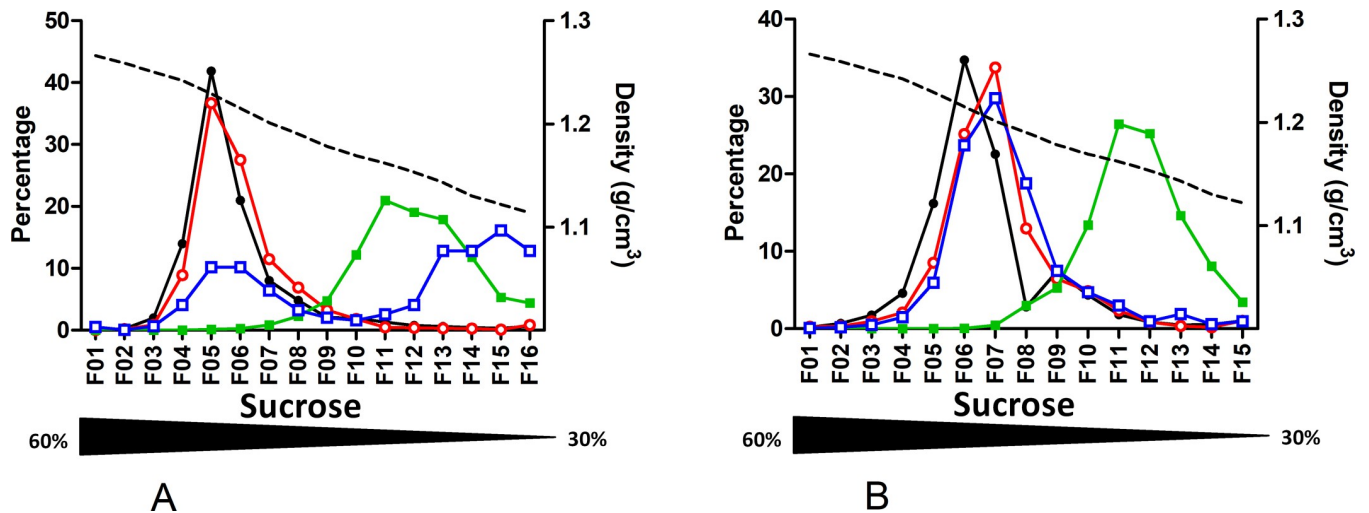 50
40
30
20
10
0
Percentage
1.3
1.2
1.1
Density (g/cm³)
F01 F02 F03 F04 F05 F06 F07 F08 F09 F10 F11 F12 F13 F14 F15 F16
Sucrose
60%
30%
A
40
30
20
10
0
Percentage
1.3
1.2
1.1
Density (g/cm³)
F01 F02 F03 F04 F05 F06 F07 F08 F09 F10 F11 F12 F13 F14 F15
Sucrose
60%
30%
B